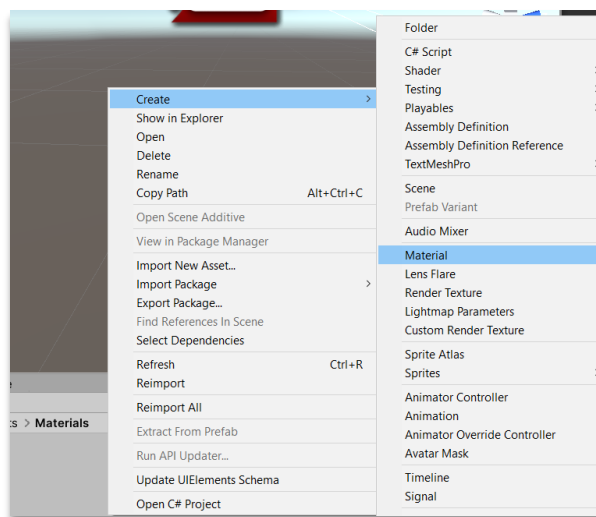 Create
Show in Explorer
Open
Delete
Rename
Copy Path Alt+Ctrl+C
Open Scene Additive
View in Package Manager
Import New Asset...
Import Package
Export Package...
Find References In Scene
Select Dependencies
Refresh Ctrl+R
Reimport
Reimport All
Extract From Prefab
Run API Updater...
Update UIElements Schema
Open C# Project
Folder
C# Script
Shader
Testing
Playables
Assembly Definition
Assembly Definition Reference
TextMeshPro
Scene
Prefab Variant
Audio Mixer
Material
Lens Flare
Render Texture
Lightmap Parameters
Custom Render Texture
Sprite Atlas
Sprites
Animator Controller
Animation
Animator Override Controller
Avatar Mask
Timeline
Signal
> Materials